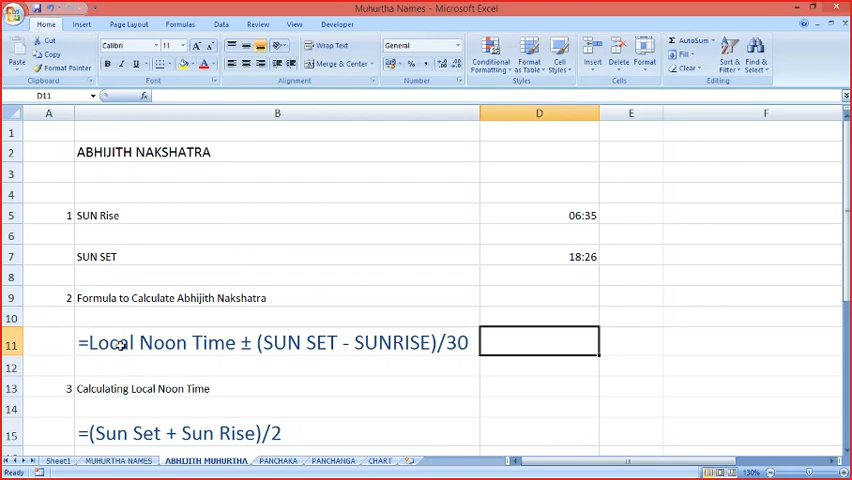 Muhurtha Names - Microsoft Excel
Home Insert Page Layout Formulas Data Review View Developer
Cut
Copy
Format Painter
Paste
Clipboard
Calibri 11
B I U
Font
Wrap Text
Merge & Center
Alignment
General
Number
Conditional Formatting
Format as Table
Cell Styles
Styles
Insert Delete Format
Cells
AutoSum
Fill
Clear
Sort & Filter
Find & Select
Editing
D11 fx
A B D E F
1
2 ABHIJITH NAKSHATRA
3
4
5 1 SUN Rise 06:35
6
7 SUN SET 18:26
8
9 2 Formula to Calculate Abhijith Nakshatra
10
11 =Local Noon Time ± (SUN SET - SUNRISE)/30
12
13 3 Calculating Local Noon Time
14
15 =(Sun Set + Sun Rise)/2
Sheet1 MUHURTHA NAMES ABHIJITH MUHURTHA PANCHAKA PANCHANGA CHART
Ready 130%